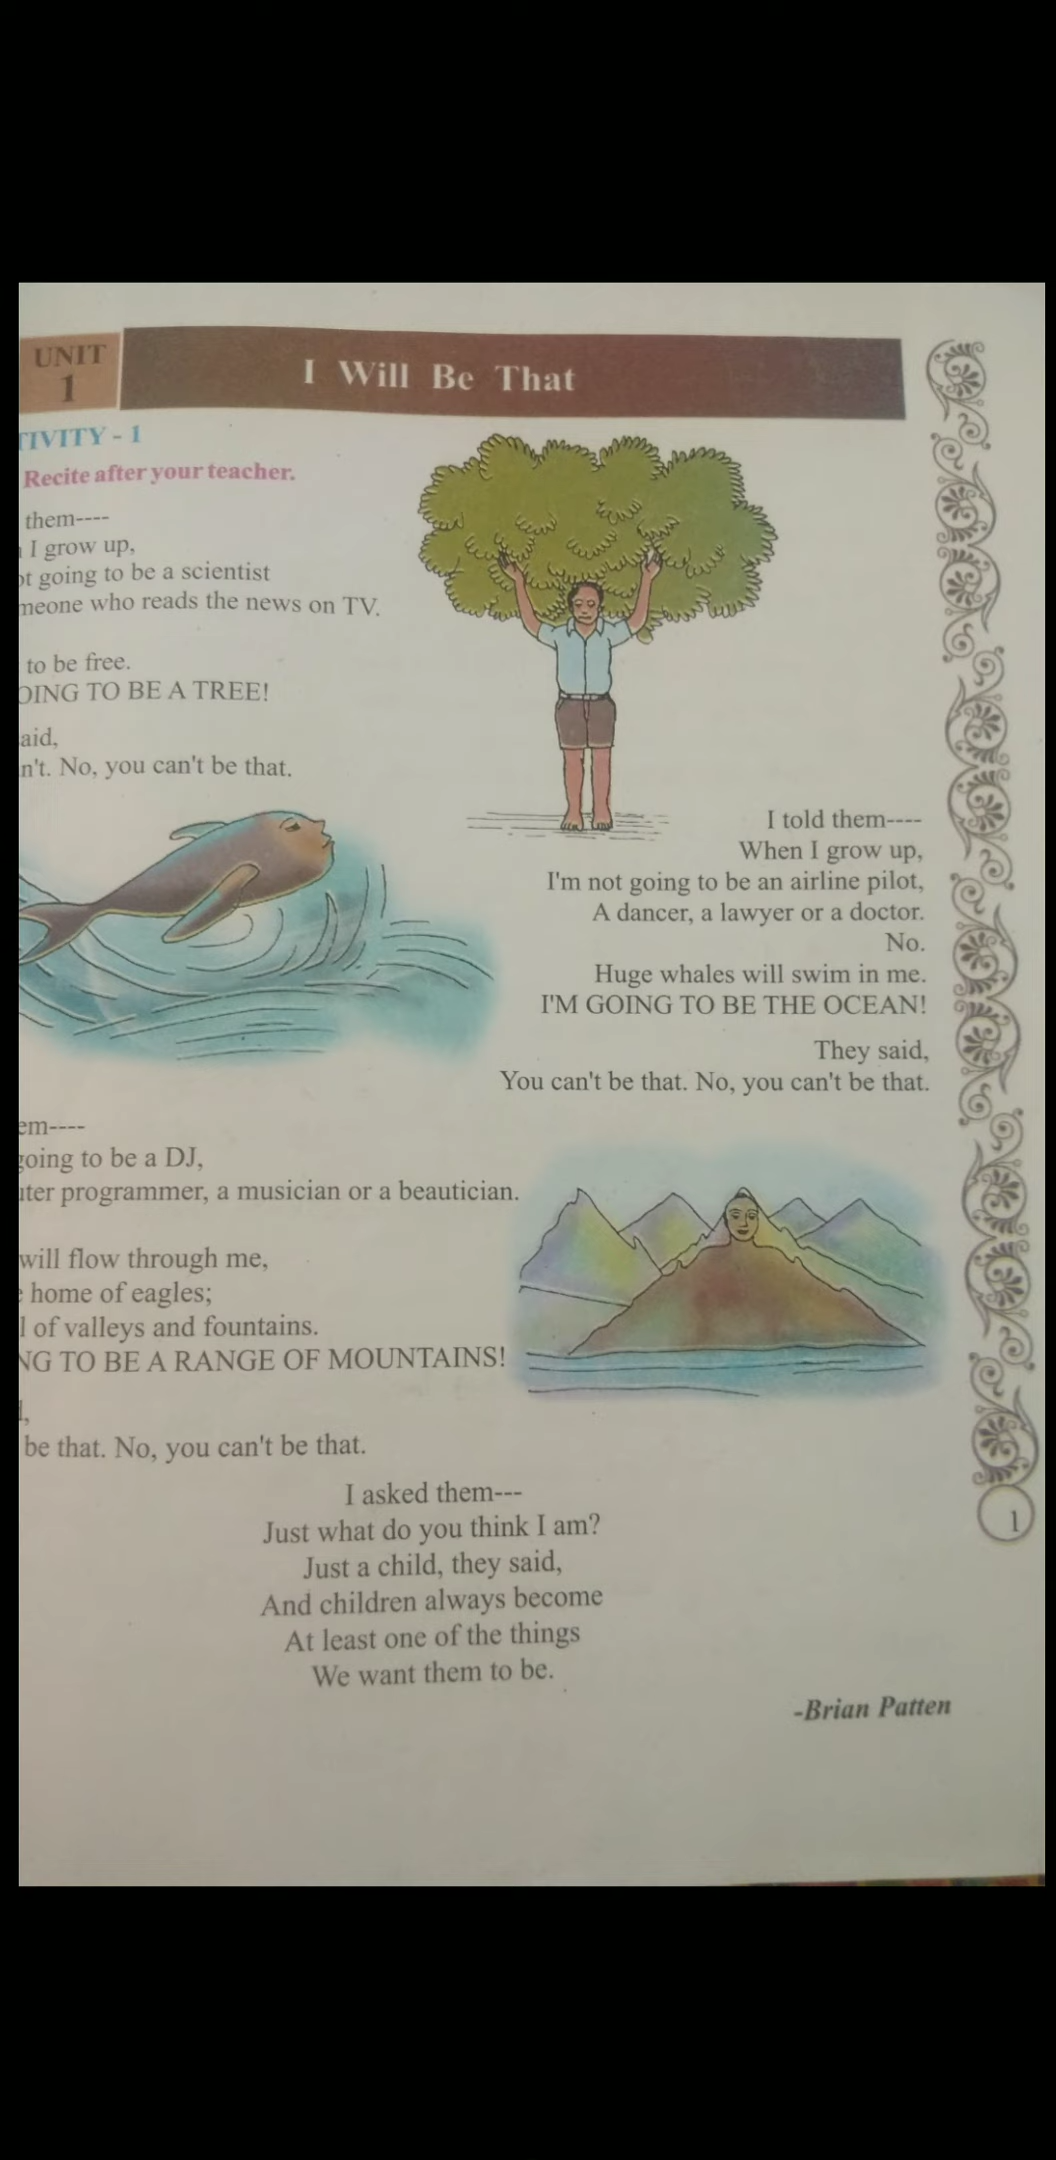 UNIT
1
I Will Be That
TIVITY - 1
Recite after your teacher.
them----
I grow up,
going to be a scientist
who reads the news on TV.
to be free.
TO BE A TREE!
No, you can't be that.
I told them----
When I grow up,
I'm not going to be an airline pilot,
A dancer, a lawyer or a doctor.
No.
Huge whales will swim in me.
I'M GOING TO BE THE OCEAN!
They said,
You can't be that. No, you can't be that.
going to be a DJ,
programmer, a musician or a beautician.
will flow through me,
home of eagles;
of valleys and fountains.
TO BE A RANGE OF MOUNTAINS!
be that. No, you can't be that.
I asked them---
Just what do you think I am?
Just a child, they said,
And children always become
At least one of the things
We want them to be.
-Brian Patten
1